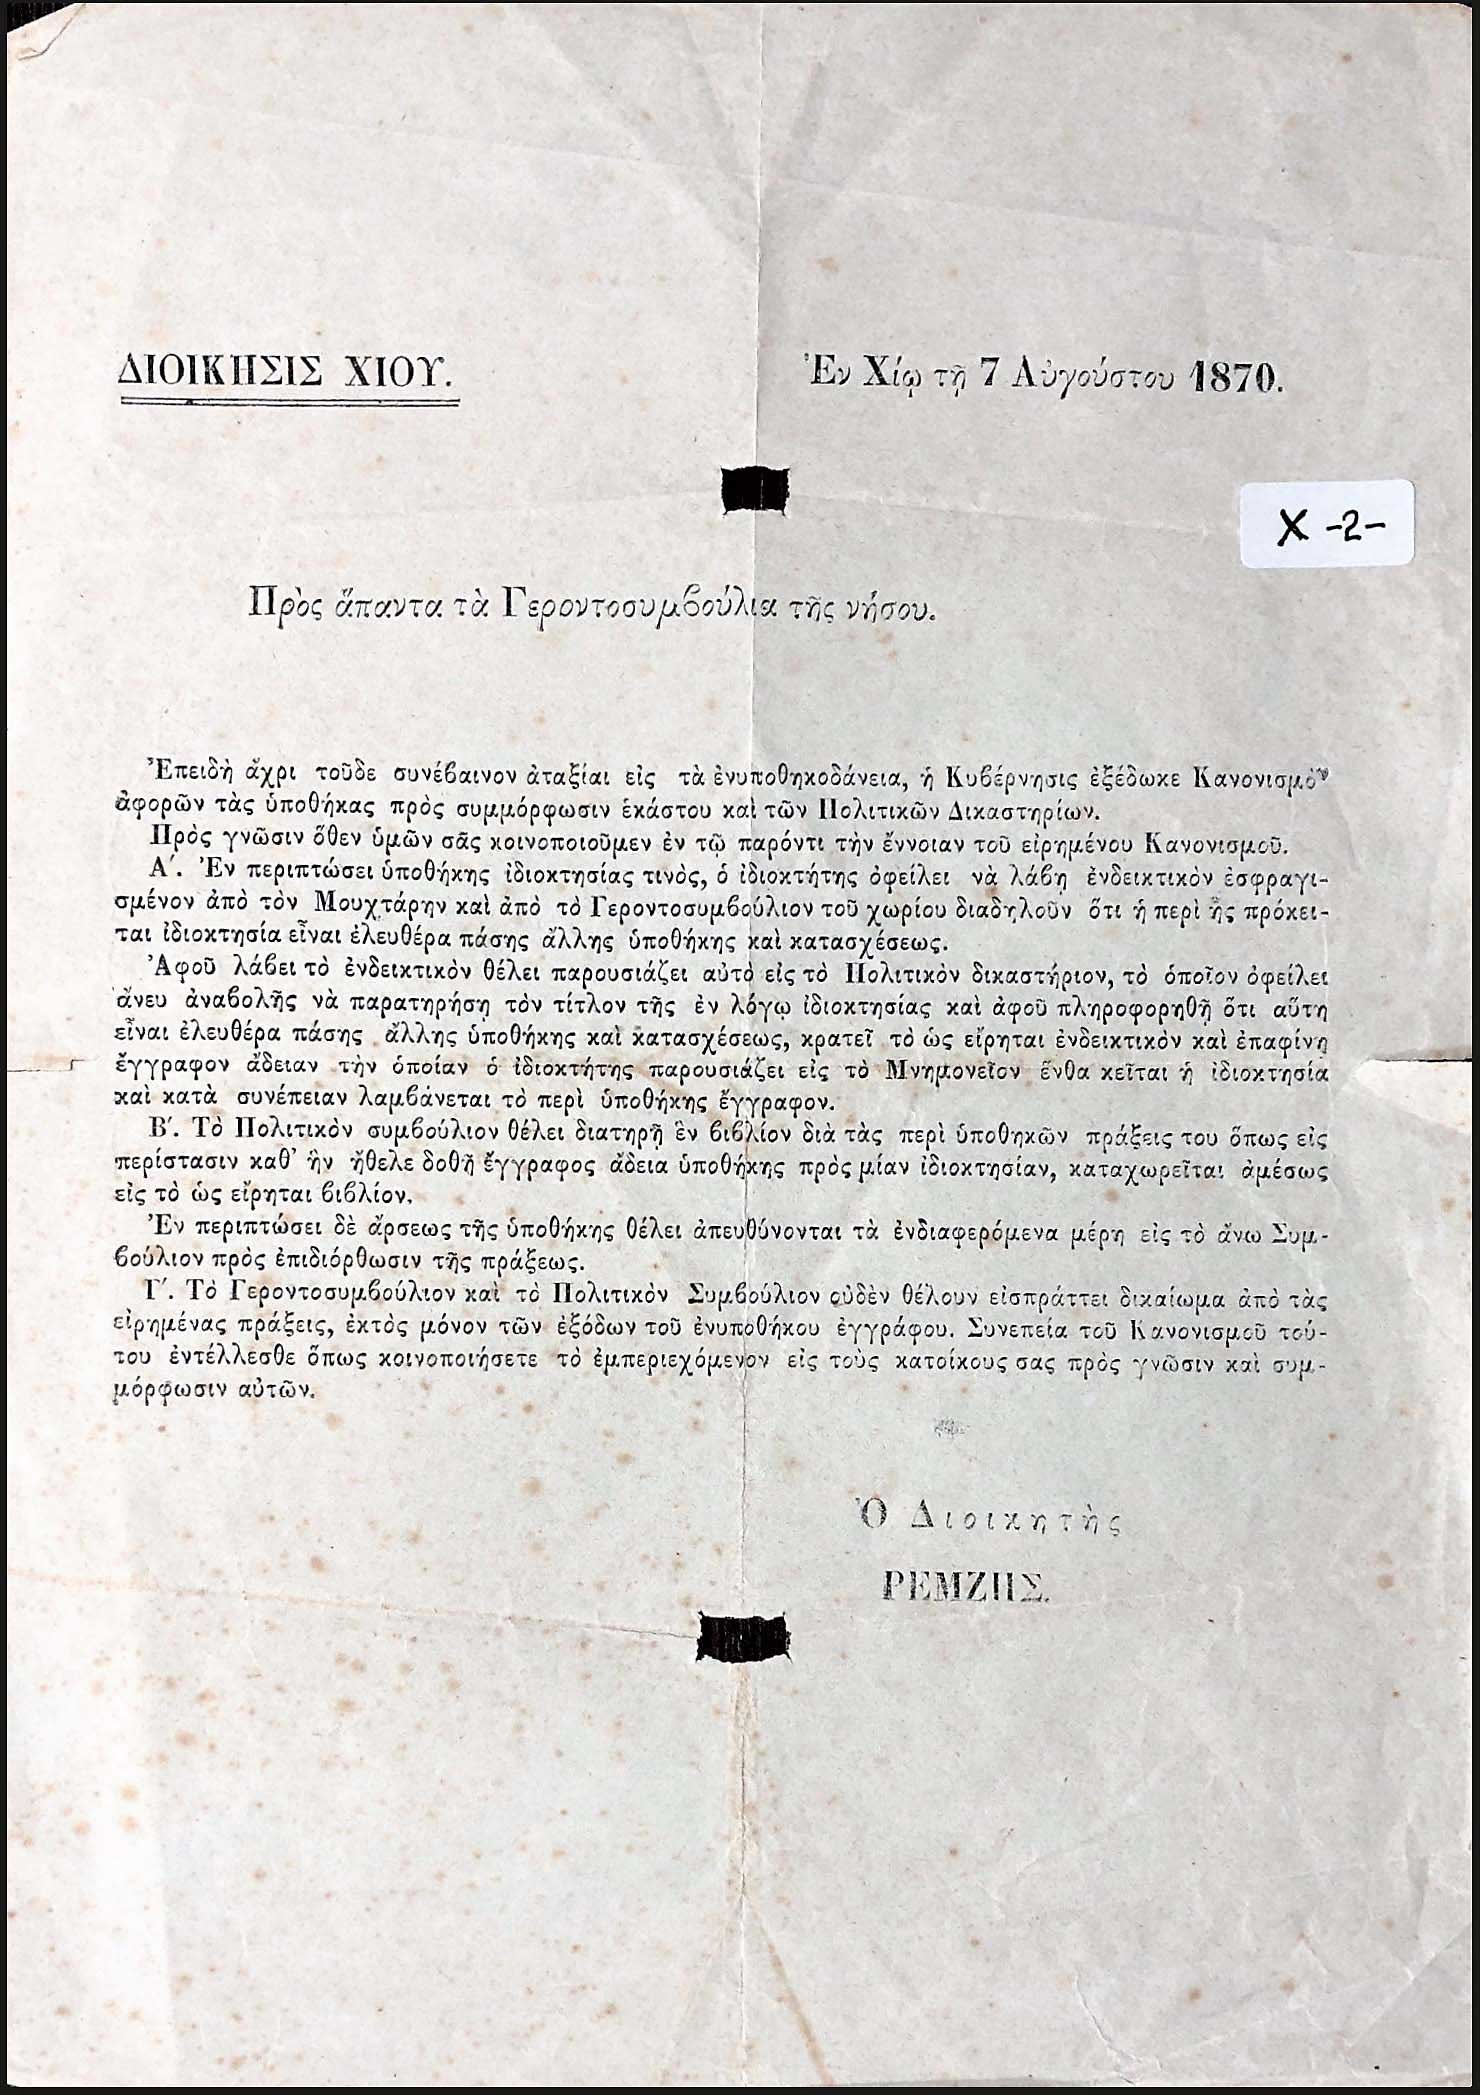 ΔΙΟΙΚΗΣΙΣ ΧΙΟΥ.
Ἐν Χίῳ τῇ 7 Αὐγούστου 1870.
Χ -2-
Πρὸς ἅπαντα τὰ Γεροντοσυμβούλια τῆς νήσου.
Ἐπειδὴ ἄχρι τοῦδε συνέβαινον ἀταξίαι εἰς τὰ ἐνυποθηκοδάνεια, ἡ Κυβέρνησις ἐξέδωκε Κανονισμὸν
ἀφορῶν τὰς ὑποθήκας πρὸς συμμόρφωσιν ἑκάστου καὶ τῶν Πολιτικῶν Δικαστηρίων.
Πρὸς γνῶσιν ὅθεν ὑμῶν σᾶς κοινοποιοῦμεν ἐν τῷ παρόντι τὴν ἔννοιαν τοῦ εἰρημένου Κανονισμοῦ.
Α΄. Ἐν περιπτώσει ὑποθήκης ἰδιοκτησίας τινὸς, ὁ ἰδιοκτήτης ὀφείλει νὰ λάβῃ ἐνδεικτικὸν ἐσφραγι-
σμένον ἀπὸ τὸν Μουχτάρην καὶ ἀπὸ τὸ Γεροντοσυμβούλιον τοῦ χωρίου διαδηλοῦν ὅτι ἡ περὶ ἧς πρόκει-
ται ἰδιοκτησία εἶναι ἐλευθέρα πάσης ἄλλης ὑποθήκης καὶ κατασχέσεως.
Ἀφοῦ λάβει τὸ ἐνδεικτικὸν θέλει παρουσιάζει αὐτὸ εἰς τὸ Πολιτικὸν δικαστήριον, τὸ ὁποῖον ὀφείλει
ἄνευ ἀναβολῆς νὰ παρατηρήσῃ τὸν τίτλον τῆς ἐν λόγῳ ἰδιοκτησίας καὶ ἀφοῦ πληροφορηθῇ ὅτι αὕτη
εἶναι ἐλευθέρα πάσης ἄλλης ὑποθήκης καὶ κατασχέσεως, κρατεῖ τὸ ὡς εἴρηται ἐνδεικτικὸν καὶ ἐπαφίνῃ
ἔγγραφον ἄδειαν τὴν ὁποίαν ὁ ἰδιοκτήτης παρουσιάζει εἰς τὸ Μνημονεῖον ἔνθα κεῖται ἡ ἰδιοκτησία
καὶ κατὰ συνέπειαν λαμβάνεται τὸ περὶ ὑποθήκης ἔγγραφον.
Β΄. Τὸ Πολιτικὸν συμβούλιον θέλει διατηρῇ ἓν βιβλίον διὰ τὰς περὶ ὑποθηκῶν πράξεις του ὅπως εἰς
περίστασιν καθ' ἣν ἤθελε δοθῇ ἔγγραφος ἄδεια ὑποθήκης πρὸς μίαν ἰδιοκτησίαν, καταχωρεῖται ἀμέσως
εἰς τὸ ὡς εἴρηται βιβλίον.
Ἐν περιπτώσει δὲ ἄρσεως τῆς ὑποθήκης θέλει ἀπευθύνονται τὰ ἐνδιαφερόμενα μέρη εἰς τὸ ἄνω Συμ-
βούλιον πρὸς ἐπιδιόρθωσιν τῆς πράξεως.
Γ΄. Τὸ Γεροντοσυμβούλιον καὶ τὸ Πολιτικὸν Συμβούλιον οὐδὲν θέλουν εἰσπράττει δικαίωμα ἀπὸ τὰς
εἰρημένας πράξεις, ἐκτὸς μόνον τῶν ἐξόδων τοῦ ἐνυποθήκου ἐγγράφου. Συνεπεία τοῦ Κανονισμοῦ τού-
του ἐντέλλεσθε ὅπως κοινοποιήσετε τὸ ἐμπεριεχόμενον εἰς τοὺς κατοίκους σας πρὸς γνῶσιν καὶ συμ-
μόρφωσιν αὐτῶν.
Ὁ Διοικητὴς
ΡΕΜΖΗΣ.